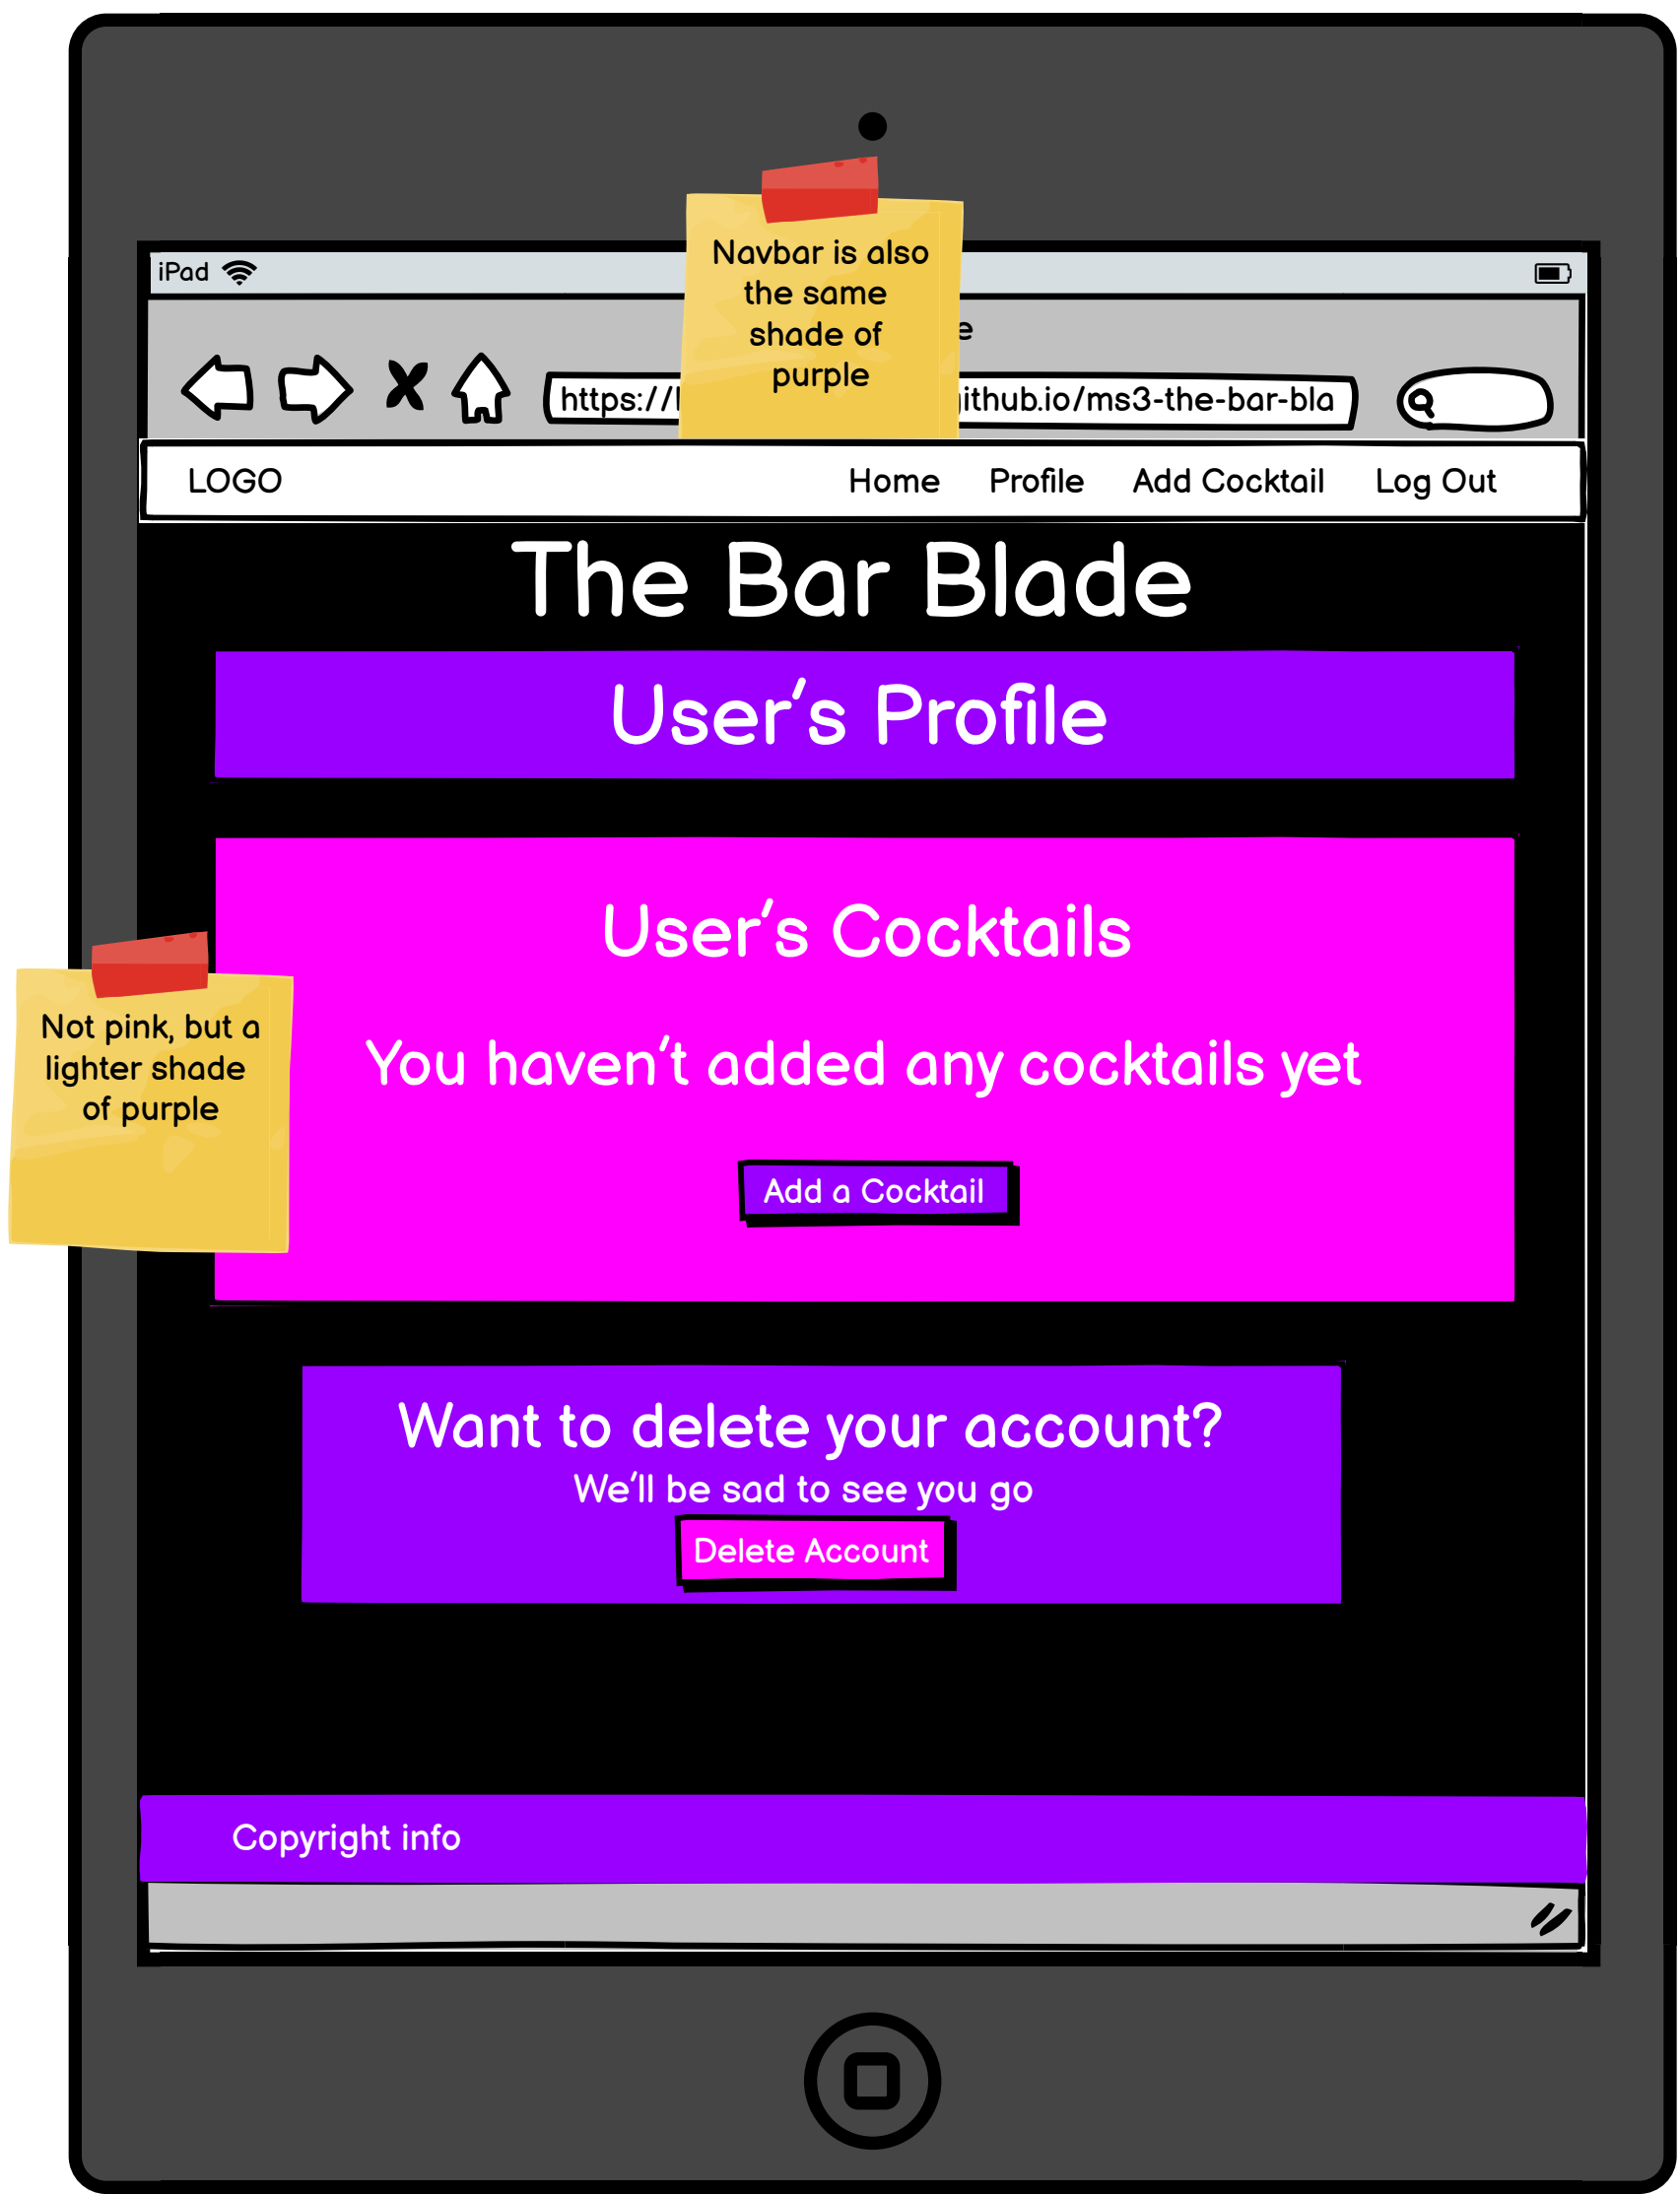 Navbar is also
the same
shade of
purple
iPad
https://
github.io/ms3-the-bar-bla
LOGO Home Profile Add Cocktail Log Out
The Bar Blade
User's Profile
User's Cocktails
Not pink, but a
lighter shade
of purple
You haven't added any cocktails yet
Add a Cocktail
Want to delete your account?
We'll be sad to see you go
Delete Account
Copyright info